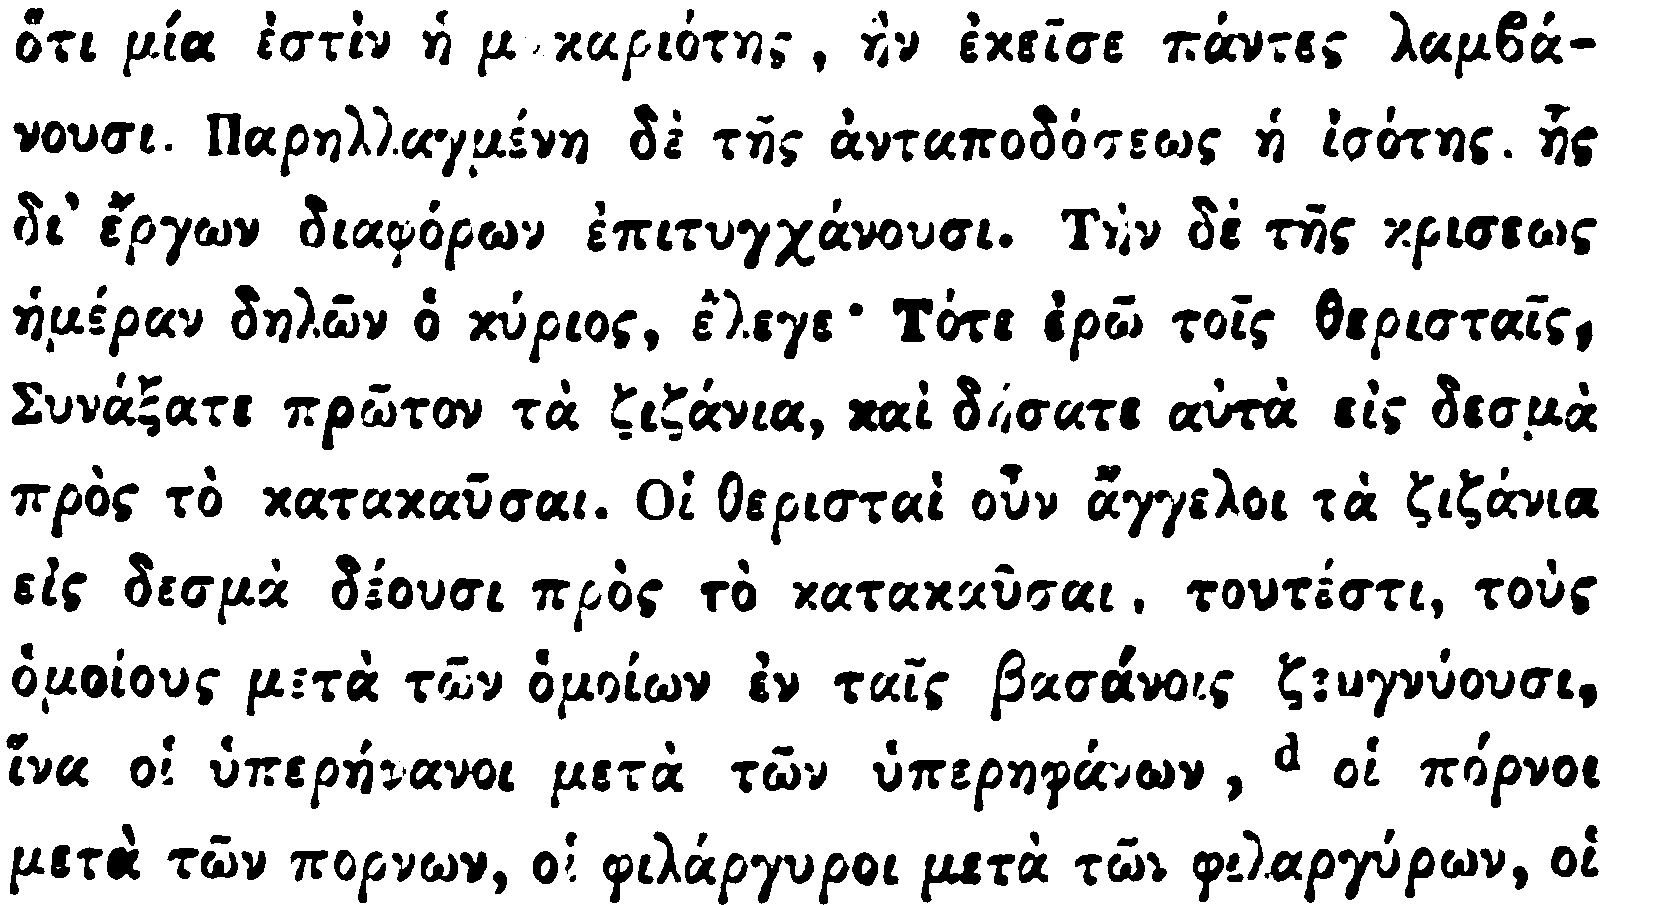 ὅτι μία ἐστὶν ἡ μακαριότης, ἣν ἐκεῖσε πάντες λαμβά-
νουσι. Παρηλλαγμένη δὲ τῆς ἀνταποδόσεως ἡ ἰσότης. ἧς
δι' ἔργων διαφόρων ἐπιτυγχάνουσι. Τὴν δὲ τῆς κρισεως
ἡμέραν δηλῶν ὁ κύριος, ἔλεγε· Τότε ἐρῶ τοῖς θερισταῖς,
Συνάξατε πρῶτον τὰ ζιζάνια, καὶ δήσατε αὐτὰ εἰς δεσμὰ
πρὸς τὸ κατακαῦσαι. Οἱ θερισταὶ οὖν ἄγγελοι τὰ ζιζάνια
εἰς δεσμὰ δέουσι πρὸς τὸ κατακαῦσαι, τουτέστι, τοὺς
ὁμοίους μετὰ τῶν ὁμοίων ἐν ταῖς βασάνοις ζευγνύουσι,
ἵνα οἱ ὑπερήφανοι μετὰ τῶν ὑπερηφάνων, d οἱ πόρνοι
μετὰ τῶν πορνων, οἱ φιλάργυροι μετὰ τῶν φιλαργύρων, οἱ